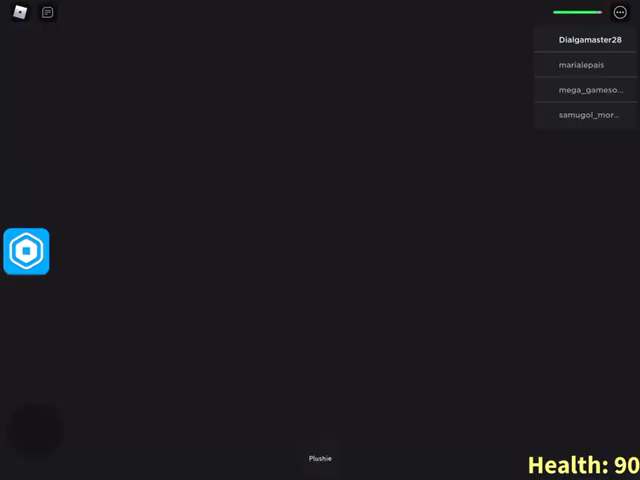 Dialgamaster28
marialepais
mega_gameso...
samugol_mor...
Plushie
Health: 90